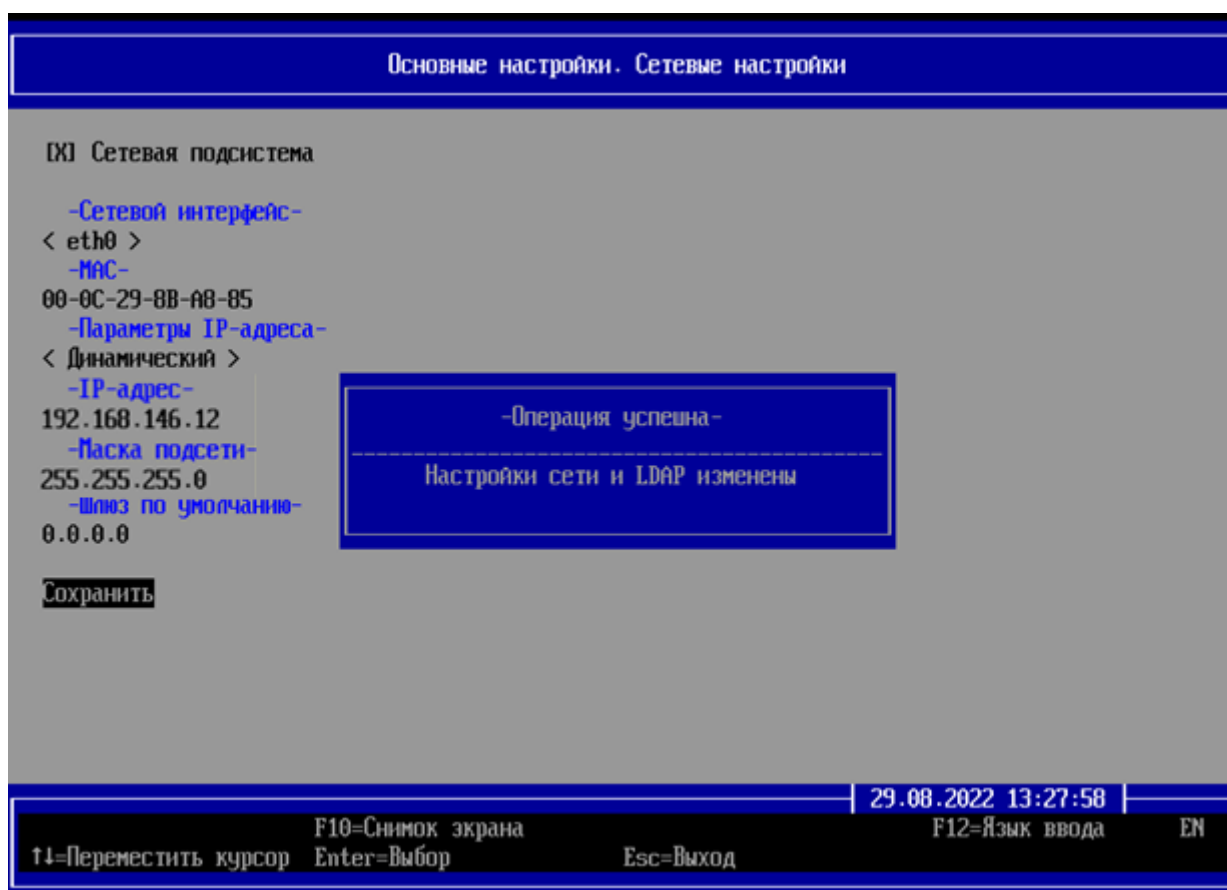 Основные настройки. Сетевые настройки
[X] Сетевая подсистема
-Сетевой интерфейс-
< eth0 >
-MAC-
00-0C-29-8B-A8-85
-Параметры IP-адреса-
< Динамический >
-IP-адрес-
192.168.146.12
-Маска подсети-
255.255.255.0
-Шлюз по умолчанию-
0.0.0.0
-Операция успешна-
Настройки сети и LDAP изменены
Сохранить
29.08.2022 13:27:58
F10=Снимок экрана F12=Язык ввода EN
↑↓=Переместить курсор Enter=Выбор Esc=Выход